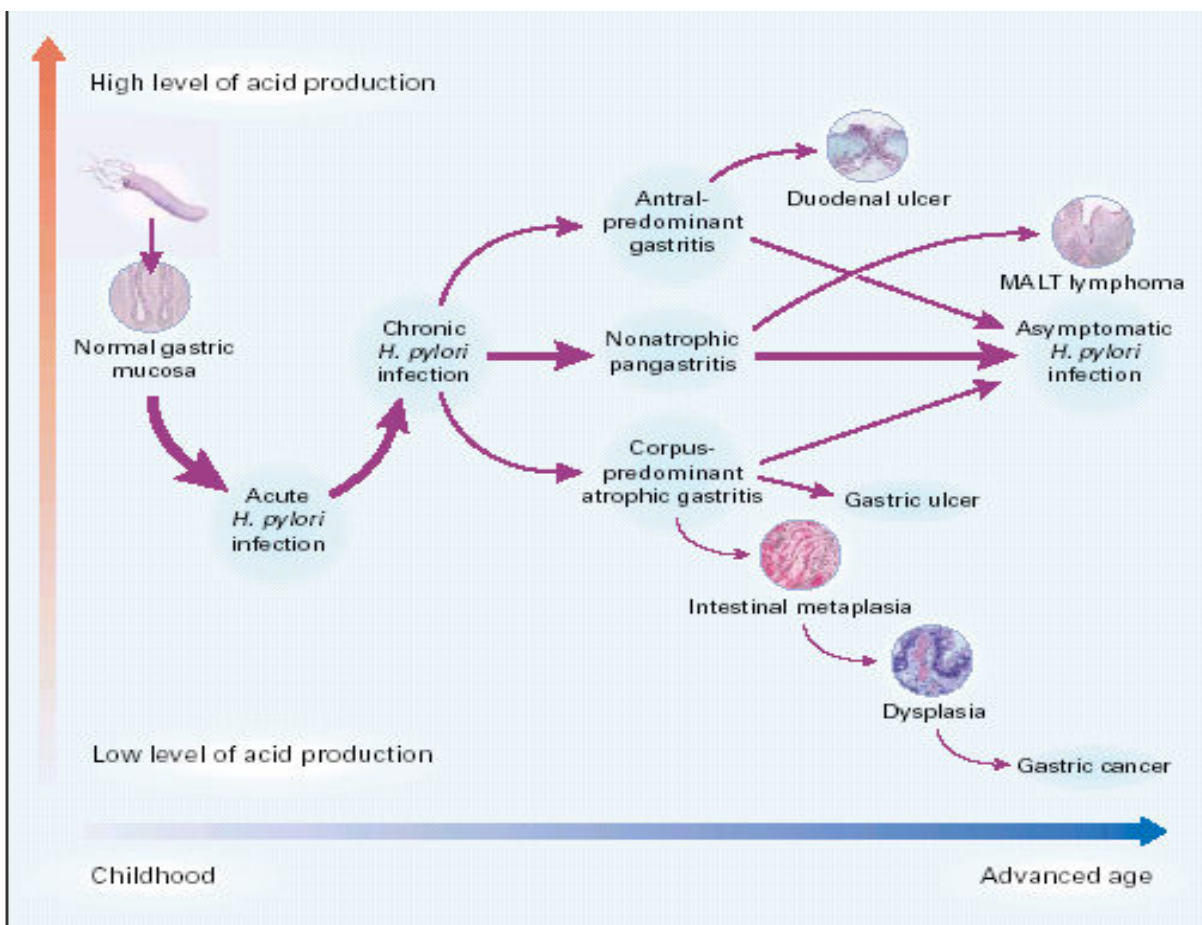 High level of acid production
Duodenal ulcer
Antral-
predominant
gastritis
MALT lymphoma
Normal gastric
mucosa
Chronic
H. pylori
infection
Nonatrophic
pangastritis
Asymptomatic
H. pylori
infection
Acute
H. pylori
infection
Corpus-
predominant
atrophic gastritis
Gastric ulcer
Intestinal metaplasia
Dysplasia
Low level of acid production
Gastric cancer
Childhood
Advanced age